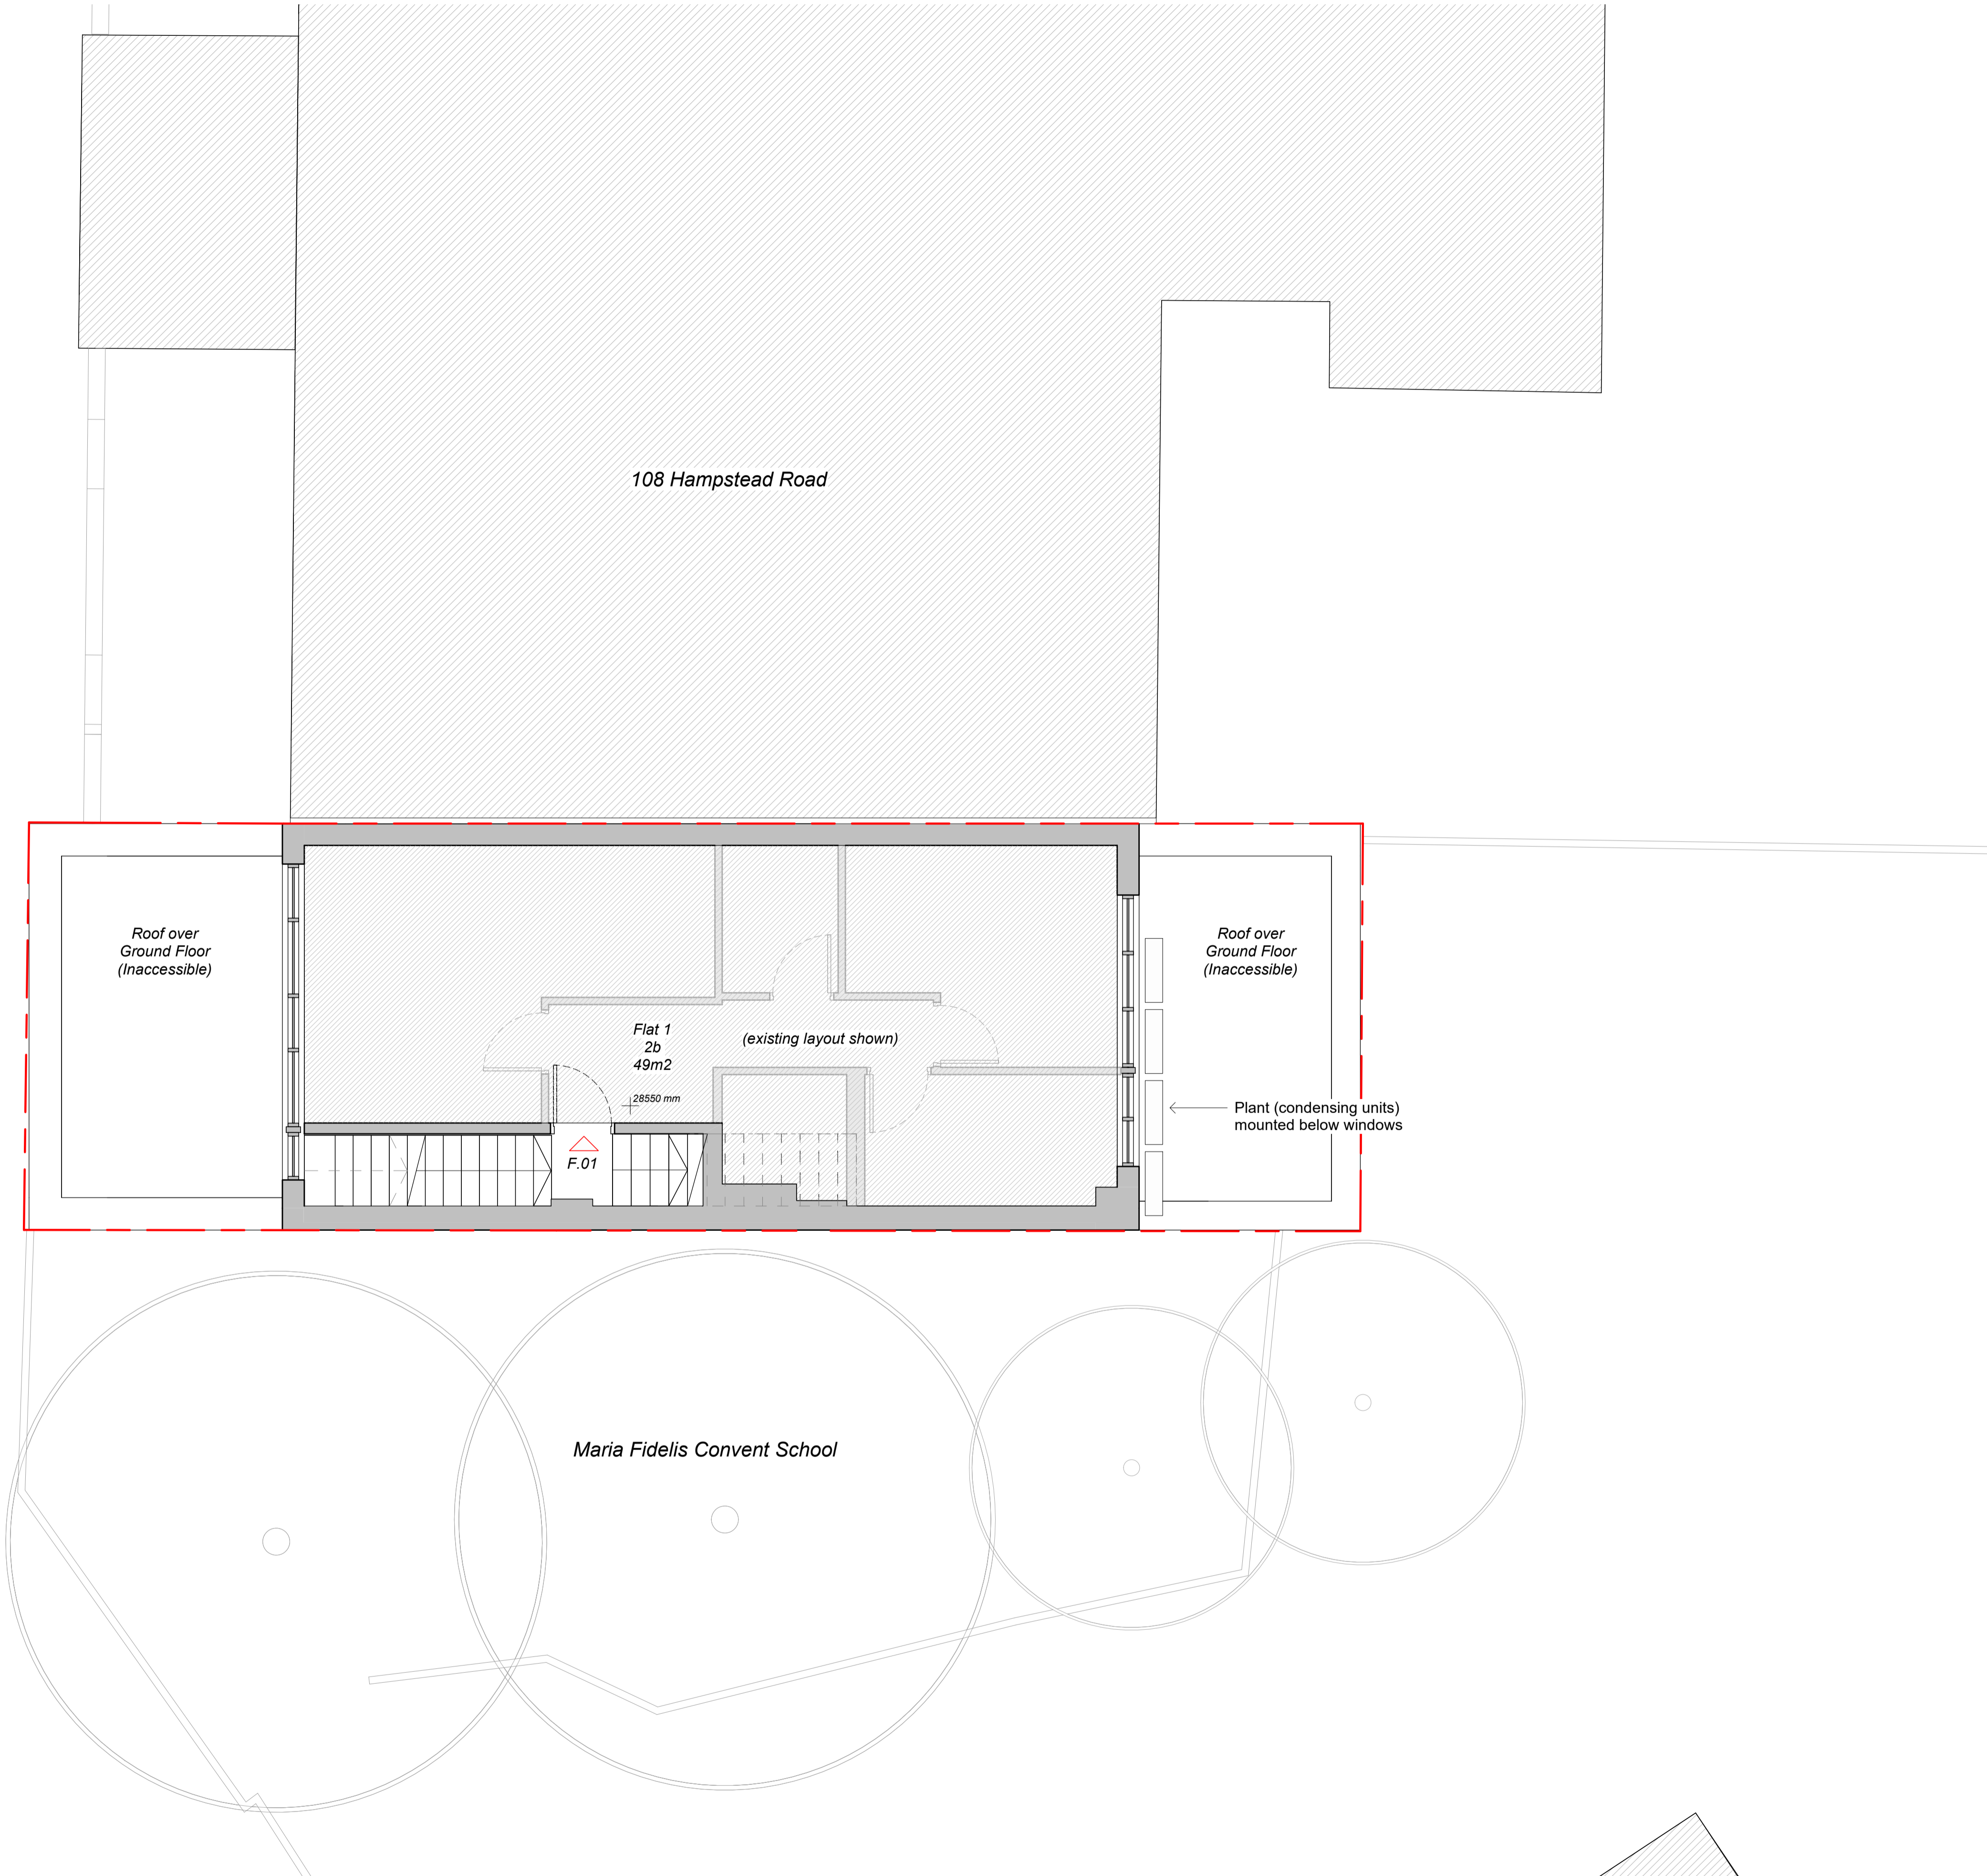 108 Hampstead Road
Roof over
Ground Floor
(Inaccessible)
Roof over
Ground Floor
(Inaccessible)
Flat 1
2b
49m2
(existing layout shown)
28550 mm
Plant (condensing units)
mounted below windows
F.01
Maria Fidelis Convent School